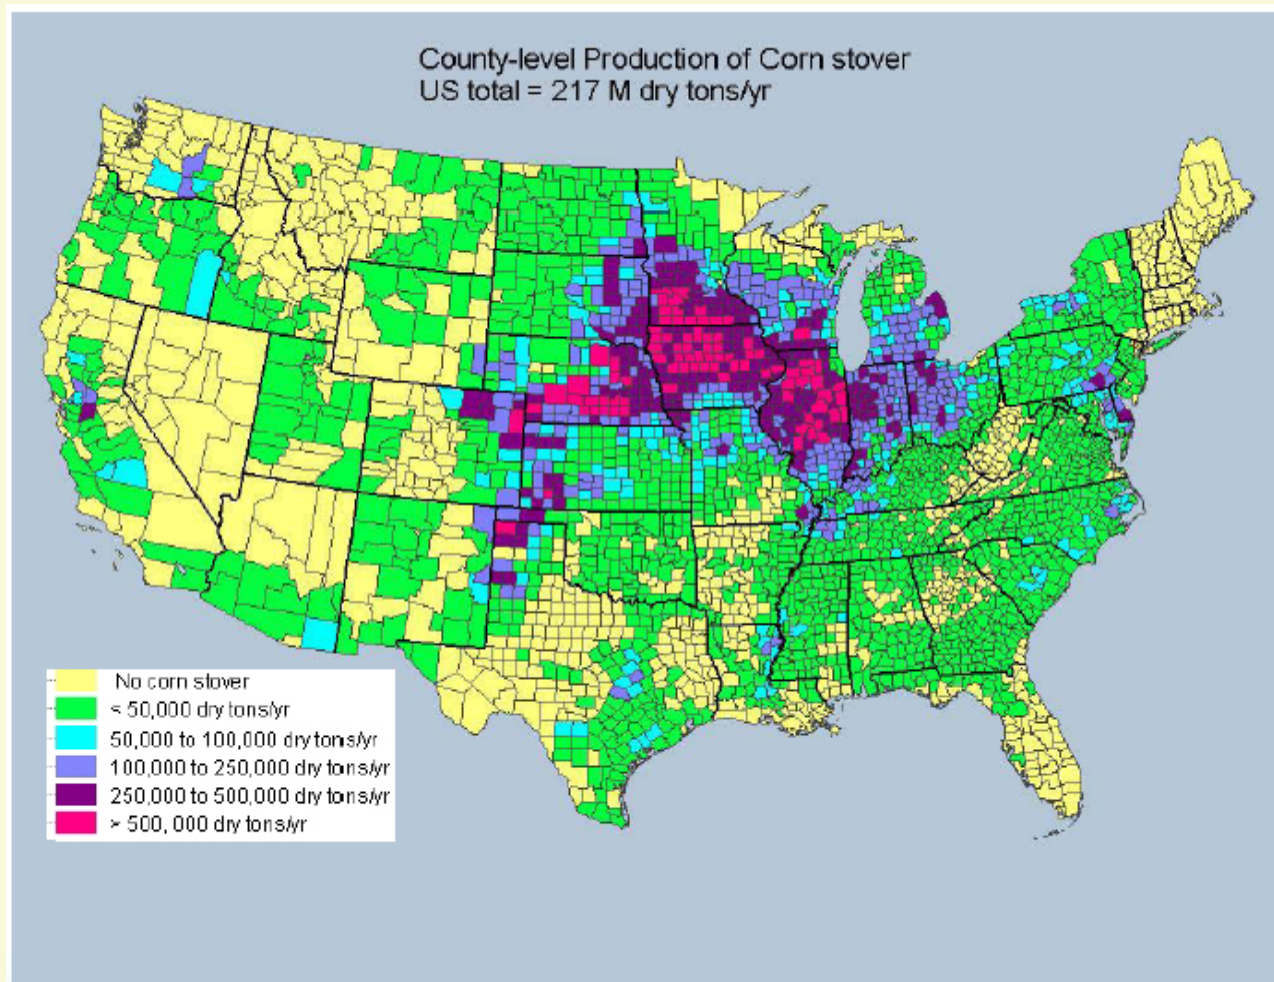 County-level Production of Corn stover
US total = 217 M dry tons/yr
No corn stover
< 50,000 dry tons/yr
50,000 to 100,000 dry tons/yr
100,000 to 250,000 dry tons/yr
250,000 to 500,000 dry tons/yr
> 500, 000 dry tons/yr